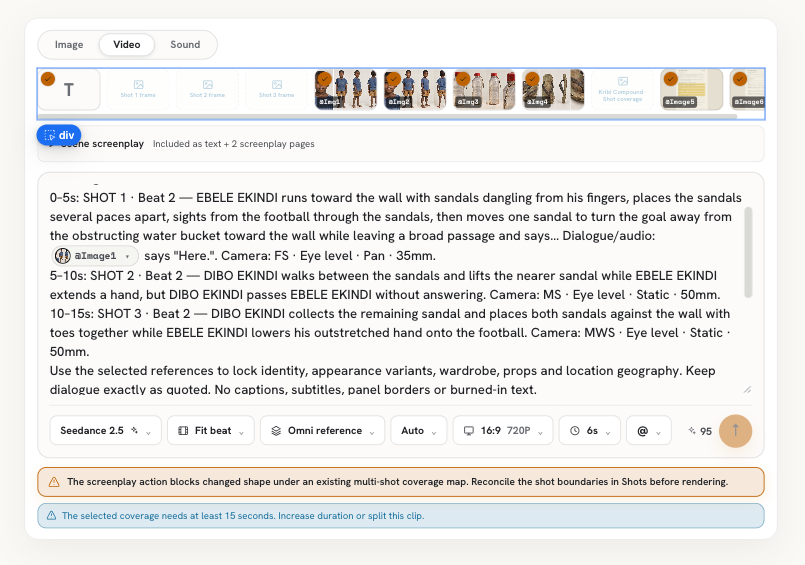 Image Video Sound
T
Shot 1 frame
Shot 2 frame
Shot 3 frame
@Img1
@Img2
@Img3
@Img4
Kribi Compound
Shot coverage
@Image5
@Image6
div
screenplay Included as text + 2 screenplay pages
0–5s: SHOT 1 · Beat 2 — EBELE EKINDI runs toward the wall with sandals dangling from his fingers, places the sandals
several paces apart, sights from the football through the sandals, then moves one sandal to turn the goal away from
the obstructing water bucket toward the wall while leaving a broad passage and says… Dialogue/audio:
@Image1 says "Here.". Camera: FS · Eye level · Pan · 35mm.
5–10s: SHOT 2 · Beat 2 — DIBO EKINDI walks between the sandals and lifts the nearer sandal while EBELE EKINDI
extends a hand, but DIBO EKINDI passes EBELE EKINDI without answering. Camera: MS · Eye level · Static · 50mm.
10–15s: SHOT 3 · Beat 2 — DIBO EKINDI collects the remaining sandal and places both sandals against the wall with
toes together while EBELE EKINDI lowers his outstretched hand onto the football. Camera: MWS · Eye level · Static ·
50mm.
Use the selected references to lock identity, appearance variants, wardrobe, props and location geography. Keep
dialogue exactly as quoted. No captions, subtitles, panel borders or burned-in text.
Seedance 2.5 Fit beat Omni reference Auto 16:9 720P 6s @ 95
The screenplay action blocks changed shape under an existing multi-shot coverage map. Reconcile the shot boundaries in Shots before rendering.
The selected coverage needs at least 15 seconds. Increase duration or split this clip.